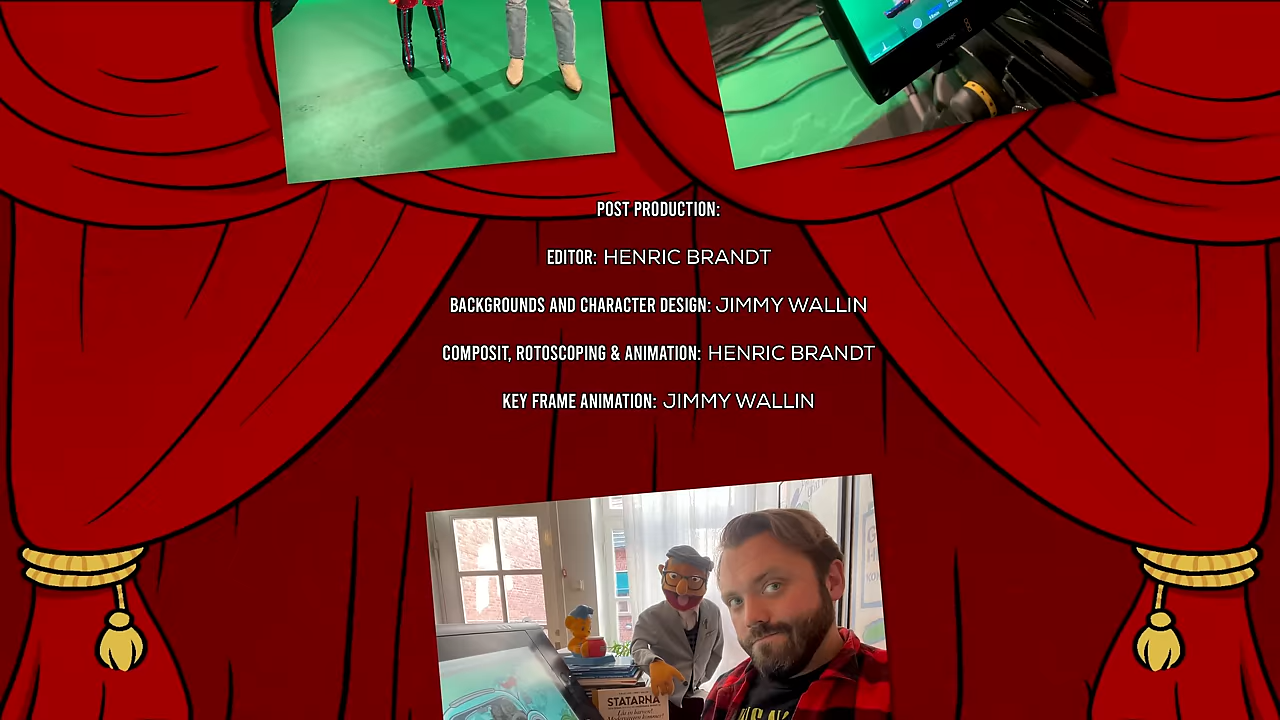 POST PRODUCTION:
EDITOR: HENRIC BRANDT
BACKGROUNDS AND CHARACTER DESIGN: JIMMY WALLIN
COMPOSIT, ROTOSCOPING & ANIMATION: HENRIC BRANDT
KEY FRAME ANIMATION: JIMMY WALLIN
STATARNA